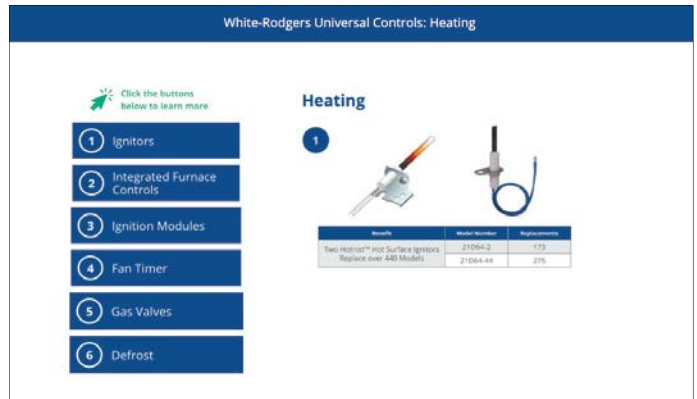 White-Rodgers Universal Controls: Heating
Click the buttons
below to learn more
1 Ignitors
2 Integrated Furnace
Controls
3 Ignition Modules
4 Fan Timer
5 Gas Valves
6 Defrost
Heating
1
Benefit Model Number Replacements
Two Hotrod™ Hot Surface Ignitors
Replace over 440 Models
21D64-2 173
21D64-44 275